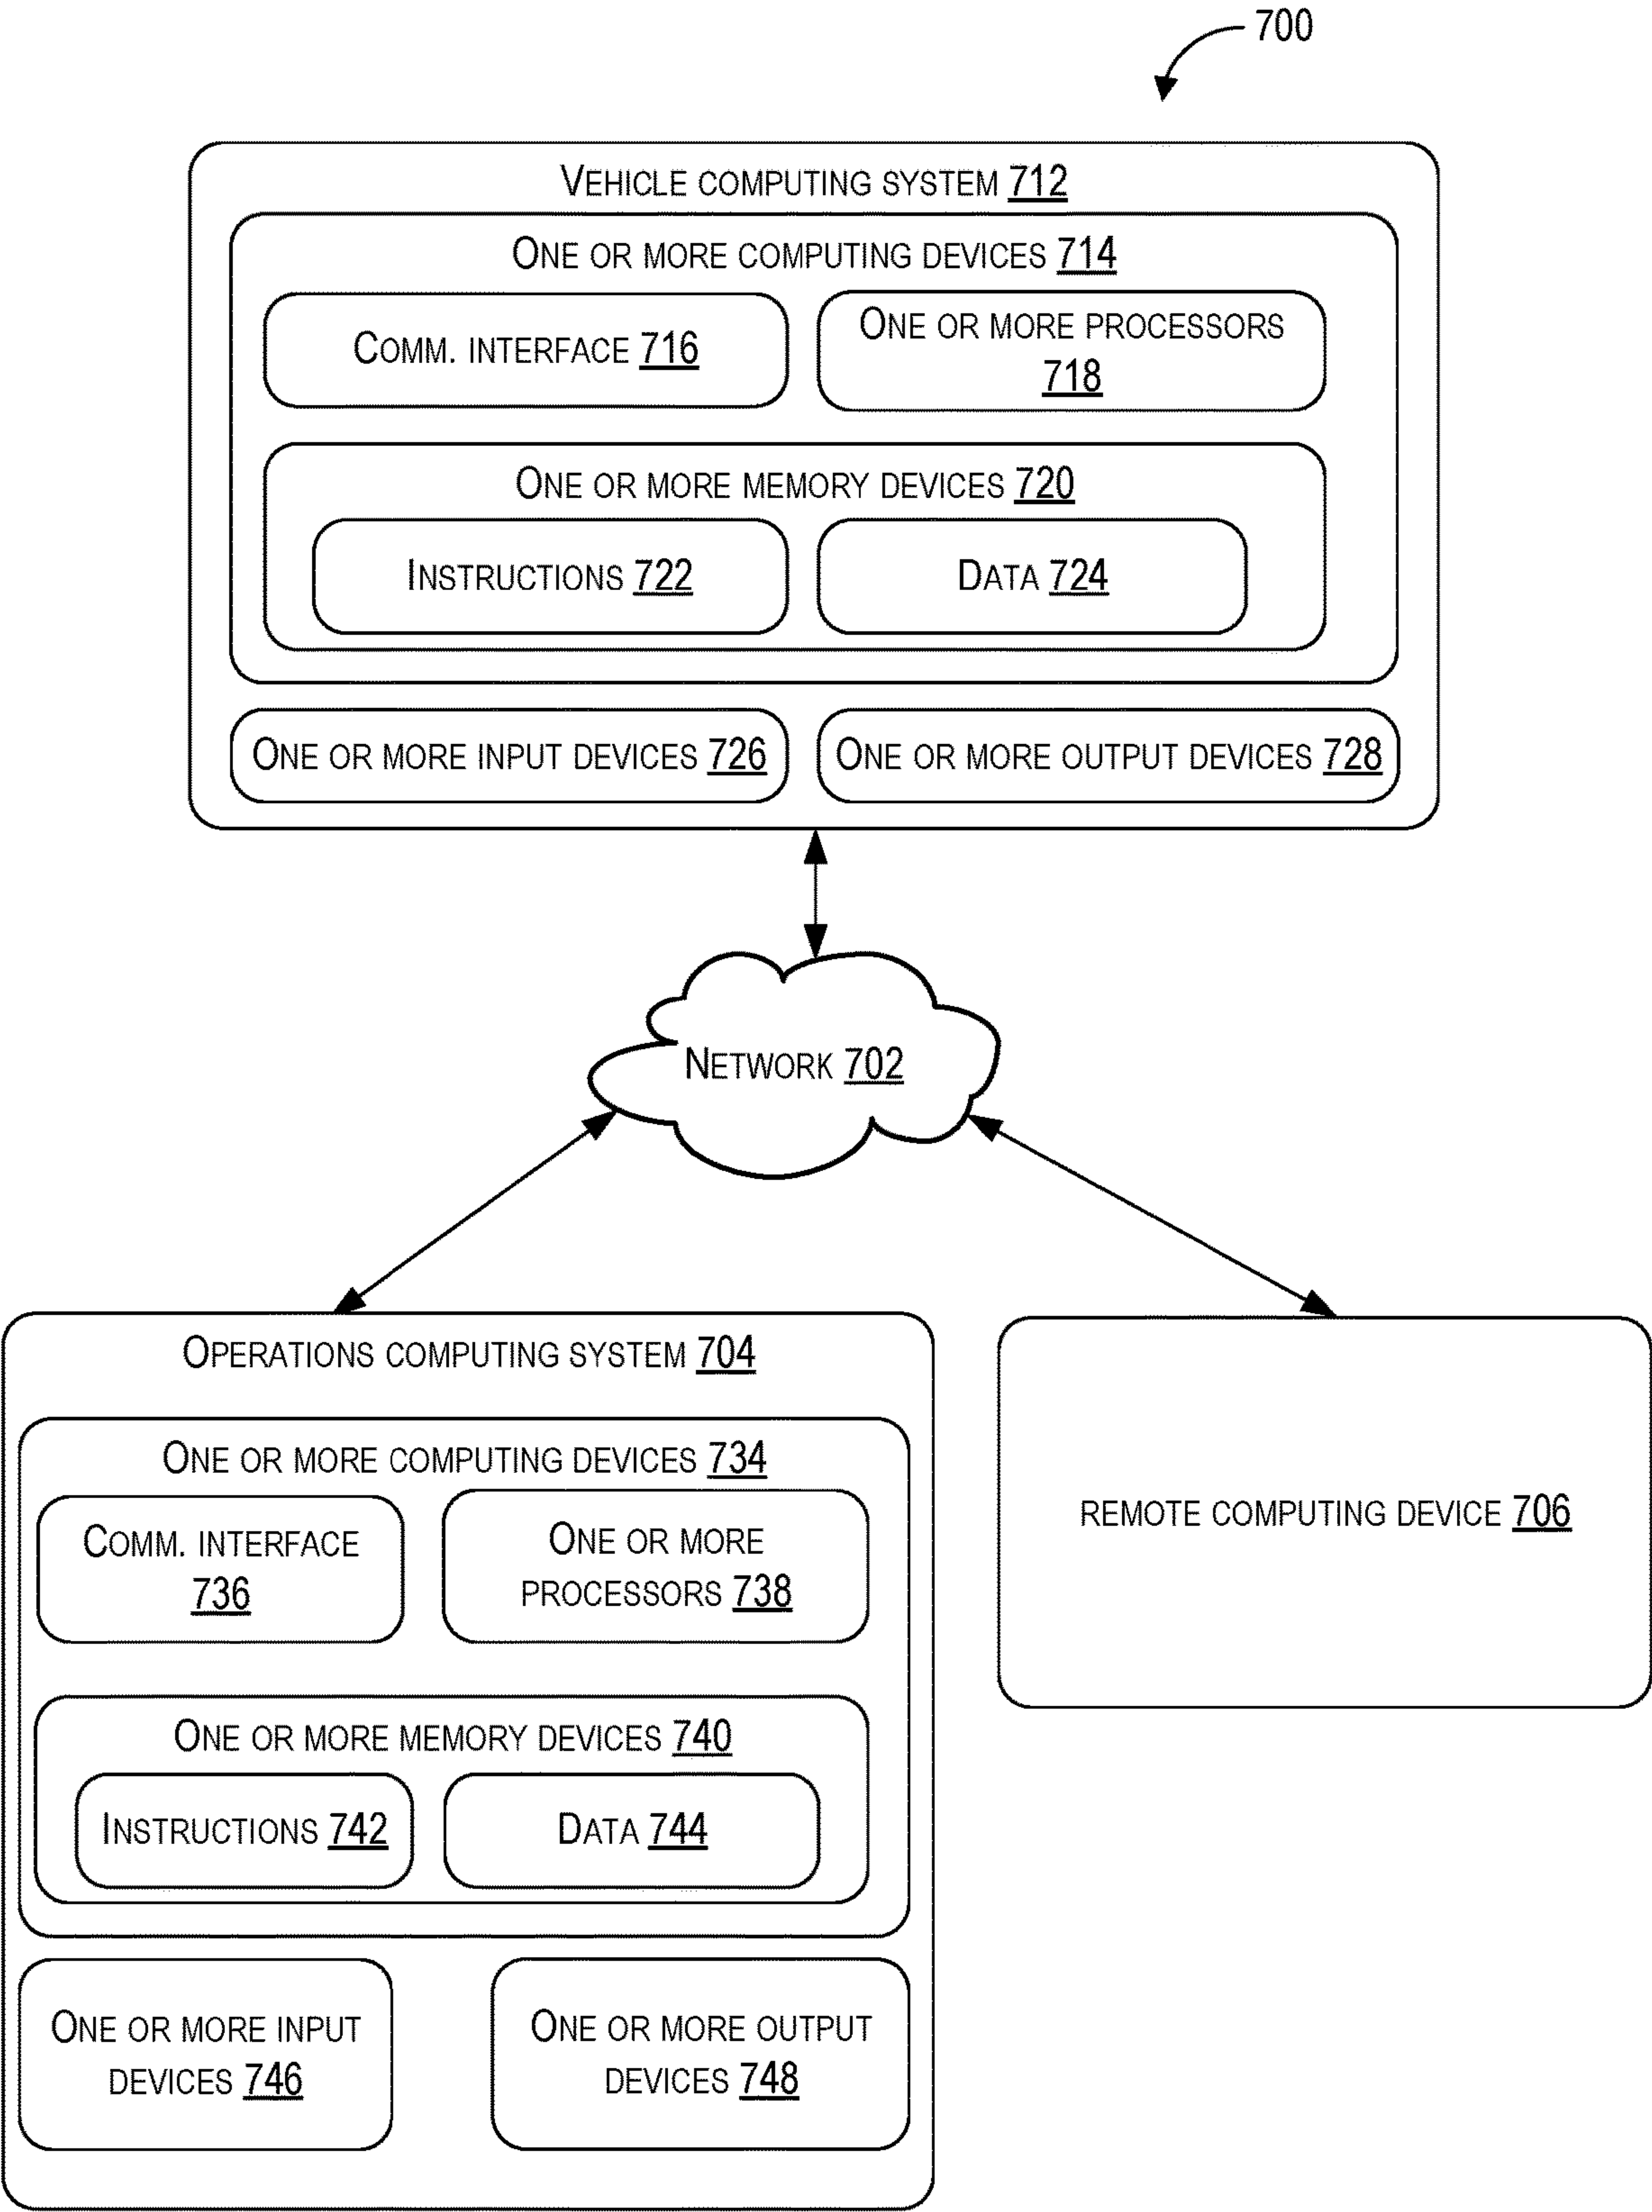 700
VEHICLE COMPUTING SYSTEM 712
ONE OR MORE COMPUTING DEVICES 714
COMM. INTERFACE 716
ONE OR MORE PROCESSORS
718
ONE OR MORE MEMORY DEVICES 720
INSTRUCTIONS 722
DATA 724
ONE OR MORE INPUT DEVICES 726
ONE OR MORE OUTPUT DEVICES 728
NETWORK 702
OPERATIONS COMPUTING SYSTEM 704
ONE OR MORE COMPUTING DEVICES 734
COMM. INTERFACE
736
ONE OR MORE
PROCESSORS 738
ONE OR MORE MEMORY DEVICES 740
INSTRUCTIONS 742
DATA 744
ONE OR MORE INPUT
DEVICES 746
ONE OR MORE OUTPUT
DEVICES 748
REMOTE COMPUTING DEVICE 706